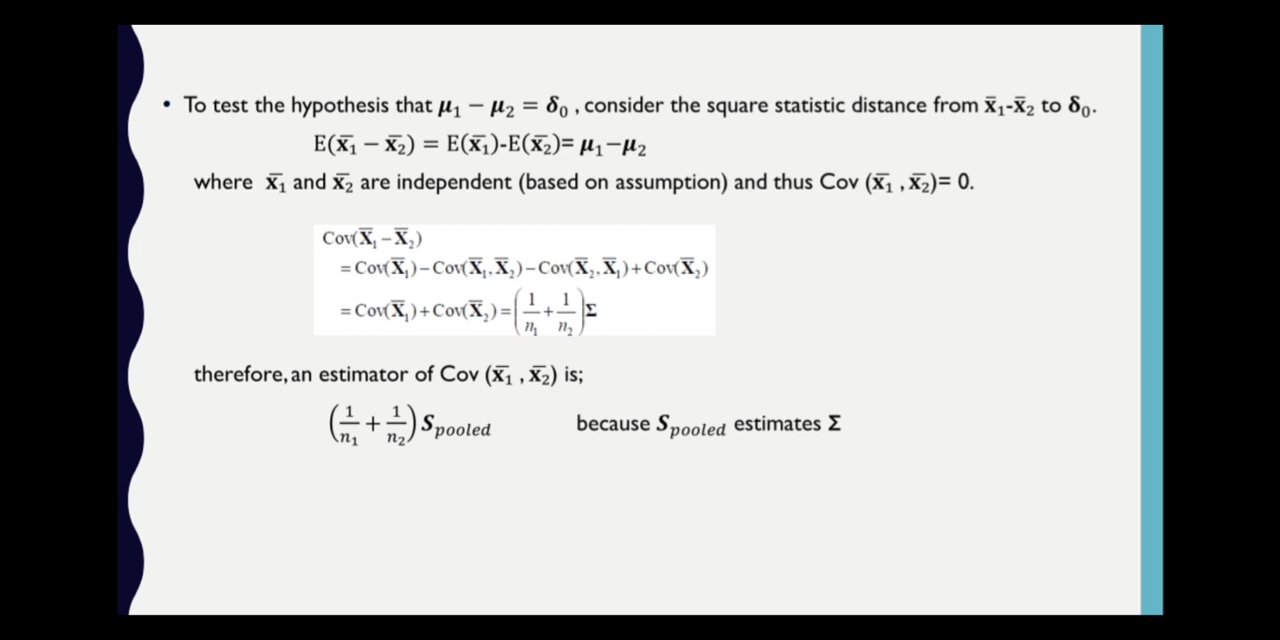 • To test the hypothesis that μ₁ − μ₂ = δ₀ , consider the square statistic distance from x̄₁-x̄₂ to δ₀.
E(x̄₁ − x̄₂) = E(x̄₁)-E(x̄₂)= μ₁−μ₂
where x̄₁ and x̄₂ are independent (based on assumption) and thus Cov (x̄₁ , x̄₂)= 0.
Cov(X̄₁ − X̄₂)
= Cov(X̄₁) − Cov(X̄₁, X̄₂) − Cov(X̄₂, X̄₁) + Cov(X̄₂)
= Cov(X̄₁) + Cov(X̄₂) = (1/n₁ + 1/n₂)Σ
therefore, an estimator of Cov (x̄₁ , x̄₂) is;
(1/n₁ + 1/n₂) S_pooled because S_pooled estimates Σ